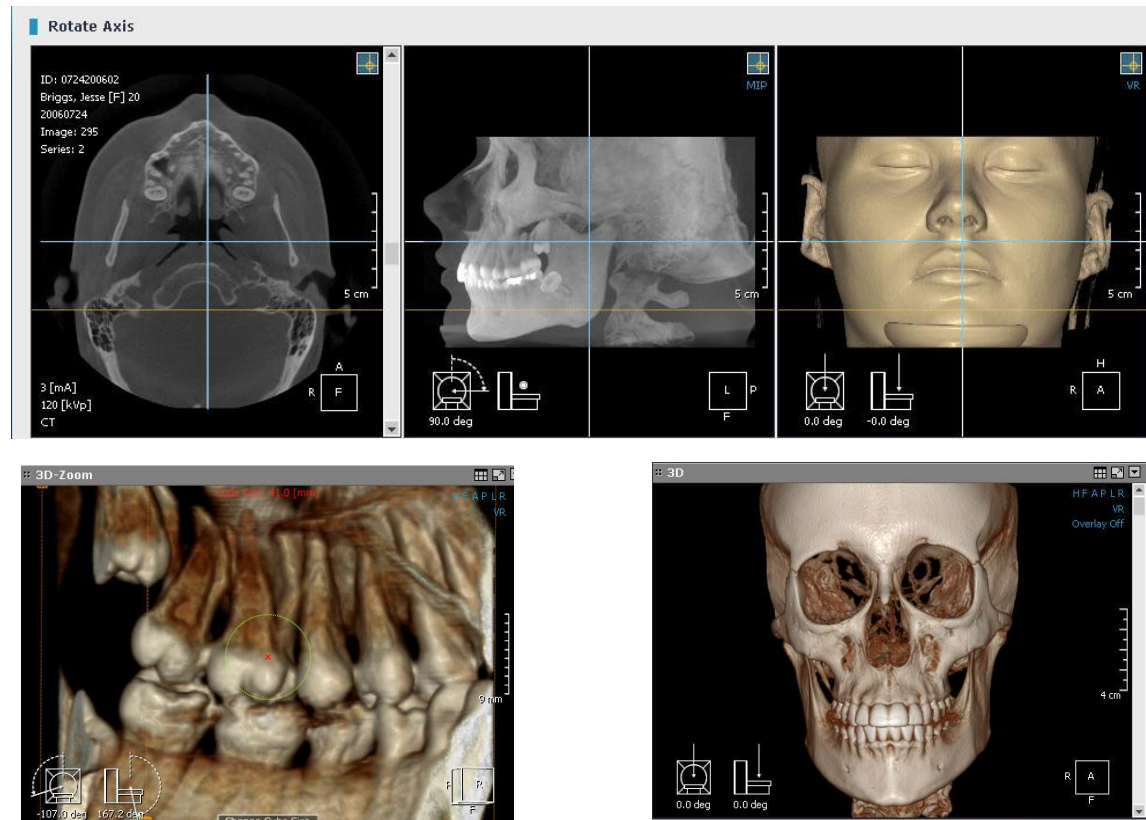 Rotate Axis
ID: 0724200602
Briggs, Jesse [F] 20
20060724
Image: 295
Series: 2
5 cm
3 [mA]
120 [kVp]
CT
A
R
F
MIP
5 cm
90.0 deg
L
P
F
VR
5 cm
0.0 deg
-0.0 deg
H
R
A
3D-Zoom
41.0 [mm]
H F A P L R
VR
9 mm
-107.0 deg
167.2 deg
R
F
3D
H F A P L R
VR
Overlay Off
4 cm
0.0 deg
0.0 deg
R
A
F